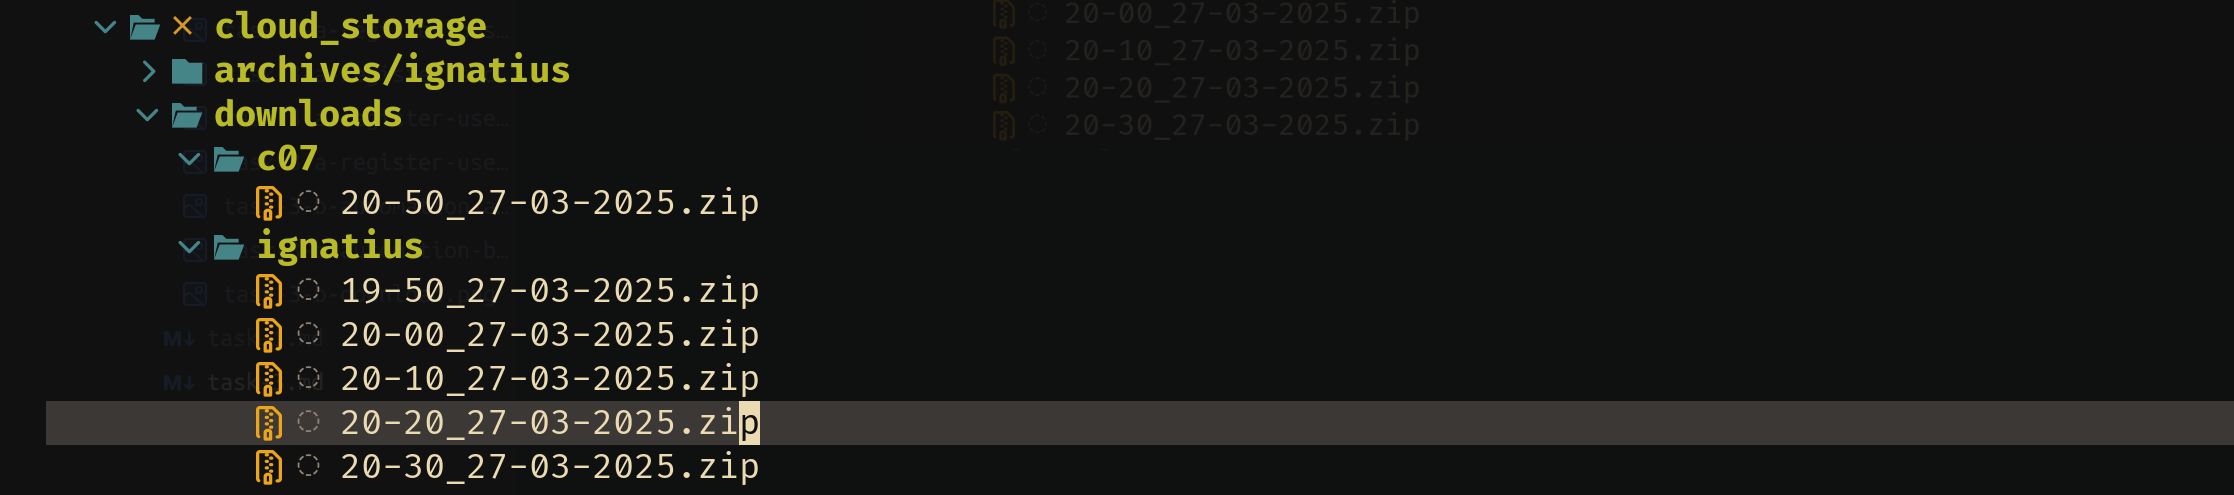 cloud_storage
archives/ignatius
downloads
c07
20-50_27-03-2025.zip
ignatius
19-50_27-03-2025.zip
20-00_27-03-2025.zip
20-10_27-03-2025.zip
20-20_27-03-2025.zip
20-30_27-03-2025.zip
20-00_27-03-2025.zip
20-10_27-03-2025.zip
20-20_27-03-2025.zip
20-30_27-03-2025.zip